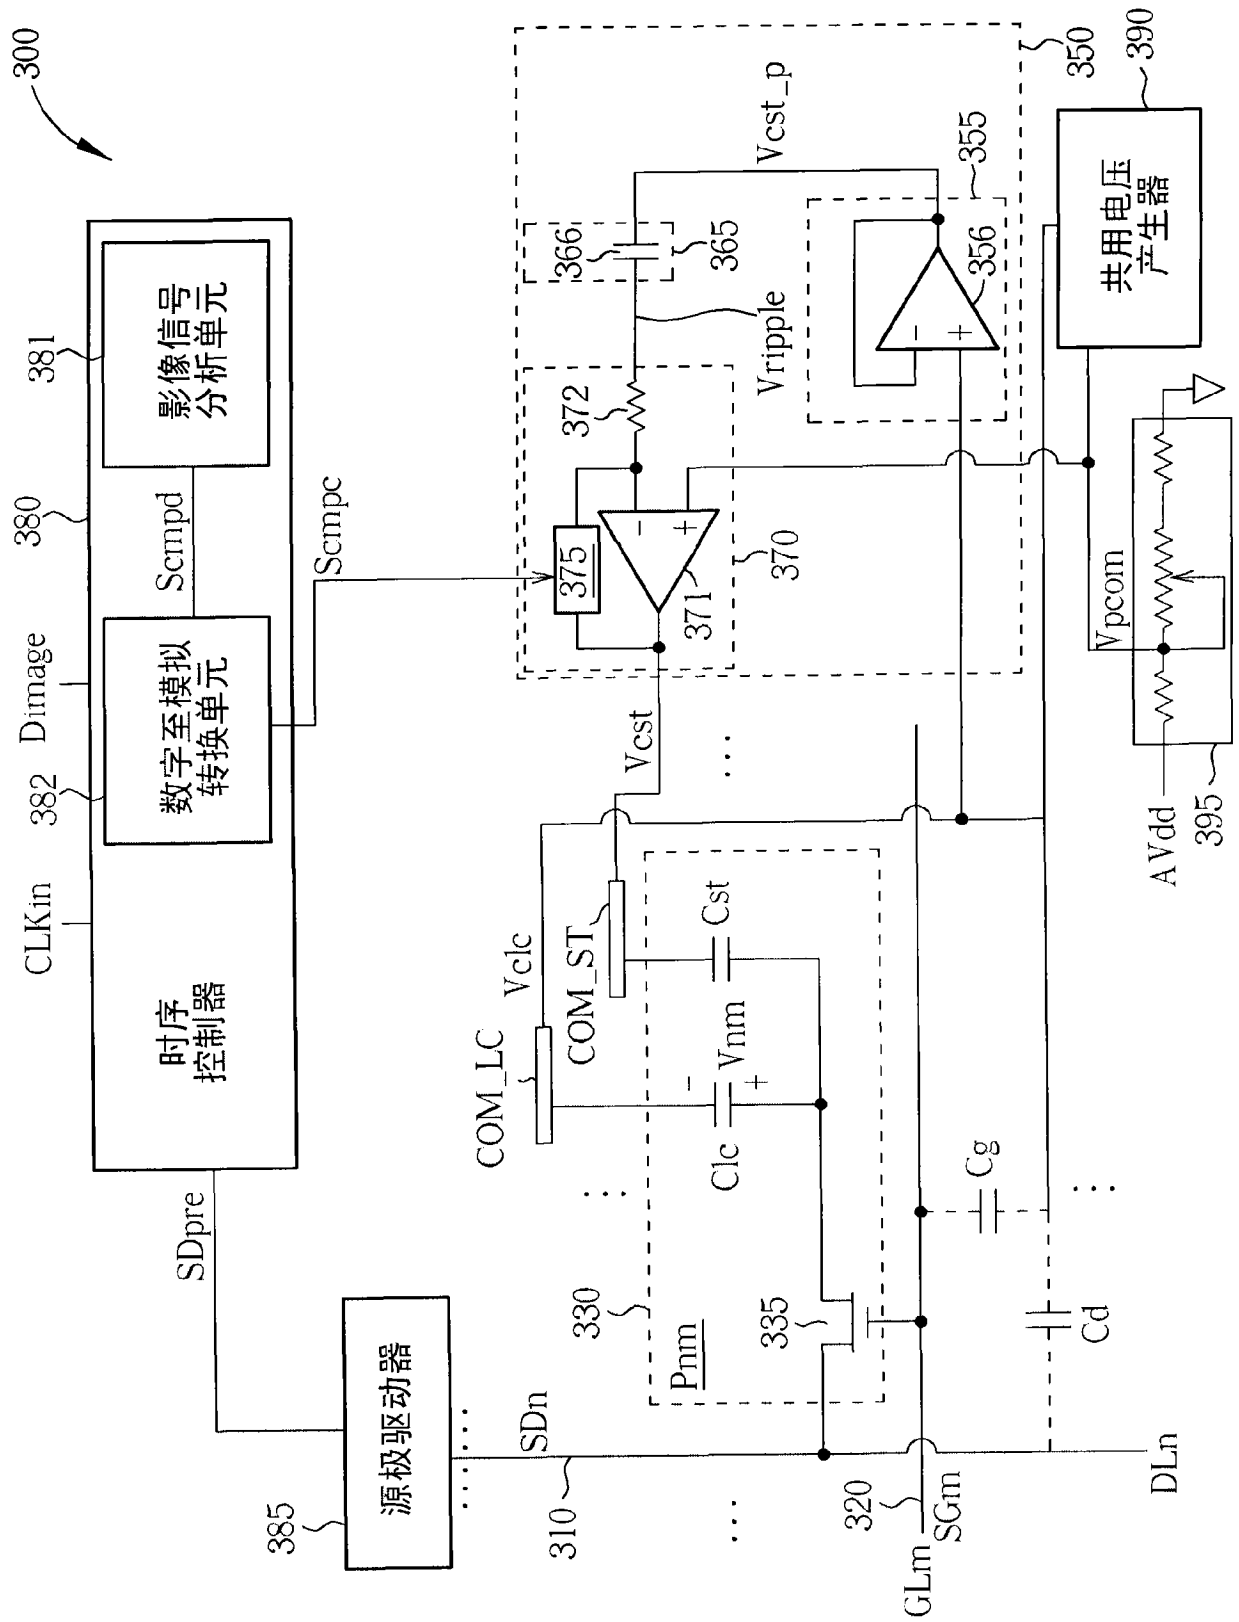 300
CLKin
Dimage
380
382
381
385
源极驱动器
SDpre
时序
控制器
数字至模拟
转换单元
Scmpd
影像信号
分析单元
Scmpc
310
SDn
330
Pnm
335
COM_LC
Vclc
COM_ST
Vcst
Clc
-
Vnm
+
Cst
375
371
-
+
372
370
Vripple
366
365
Vcst_p
356
-
+
355
350
320
GLm
SGm
DLn
Cd
Cg
AVdd
395
Vpcom
共用电压
产生器
390